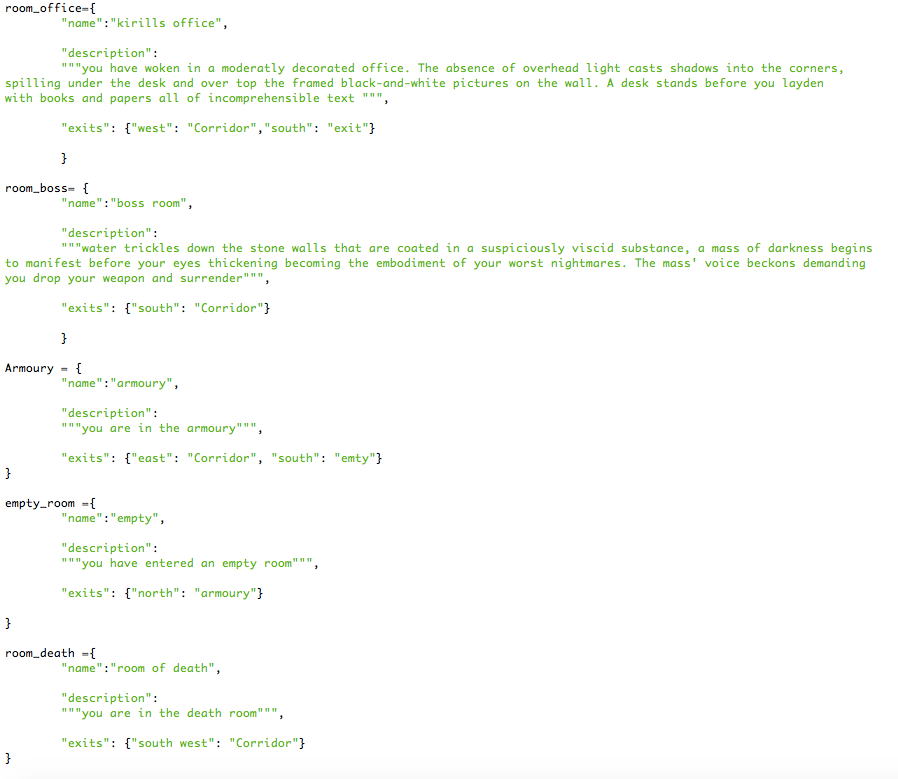 room_office={
"name":"kirills office",
"description":
"""you have woken in a moderatly decorated office. The absence of overhead light casts shadows into the corners,
spilling under the desk and over top the framed black-and-white pictures on the wall. A desk stands before you layden
with books and papers all of incomprehensible text """,
"exits": {"west": "Corridor","south": "exit"}
}
room_boss= {
"name":"boss room",
"description":
"""water trickles down the stone walls that are coated in a suspiciously viscid substance, a mass of darkness begins
to manifest before your eyes thickening becoming the embodiment of your worst nightmares. The mass' voice beckons demanding
you drop your weapon and surrender""",
"exits": {"south": "Corridor"}
}
Armoury = {
"name":"armoury",
"description":
"""you are in the armoury""",
"exits": {"east": "Corridor", "south": "emty"}
}
empty_room ={
"name":"empty",
"description":
"""you have entered an empty room""",
"exits": {"north": "armoury"}
}
room_death ={
"name":"room of death",
"description":
"""you are in the death room""",
"exits": {"south west": "Corridor"}
}